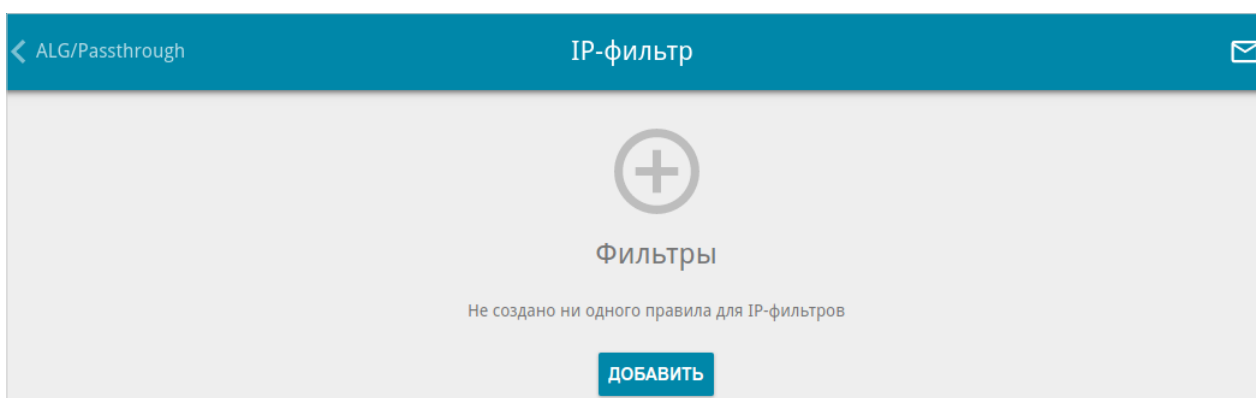 ALG/Passthrough
IP-фильтр
Фильтры
Не создано ни одного правила для IP-фильтров
ДОБАВИТЬ